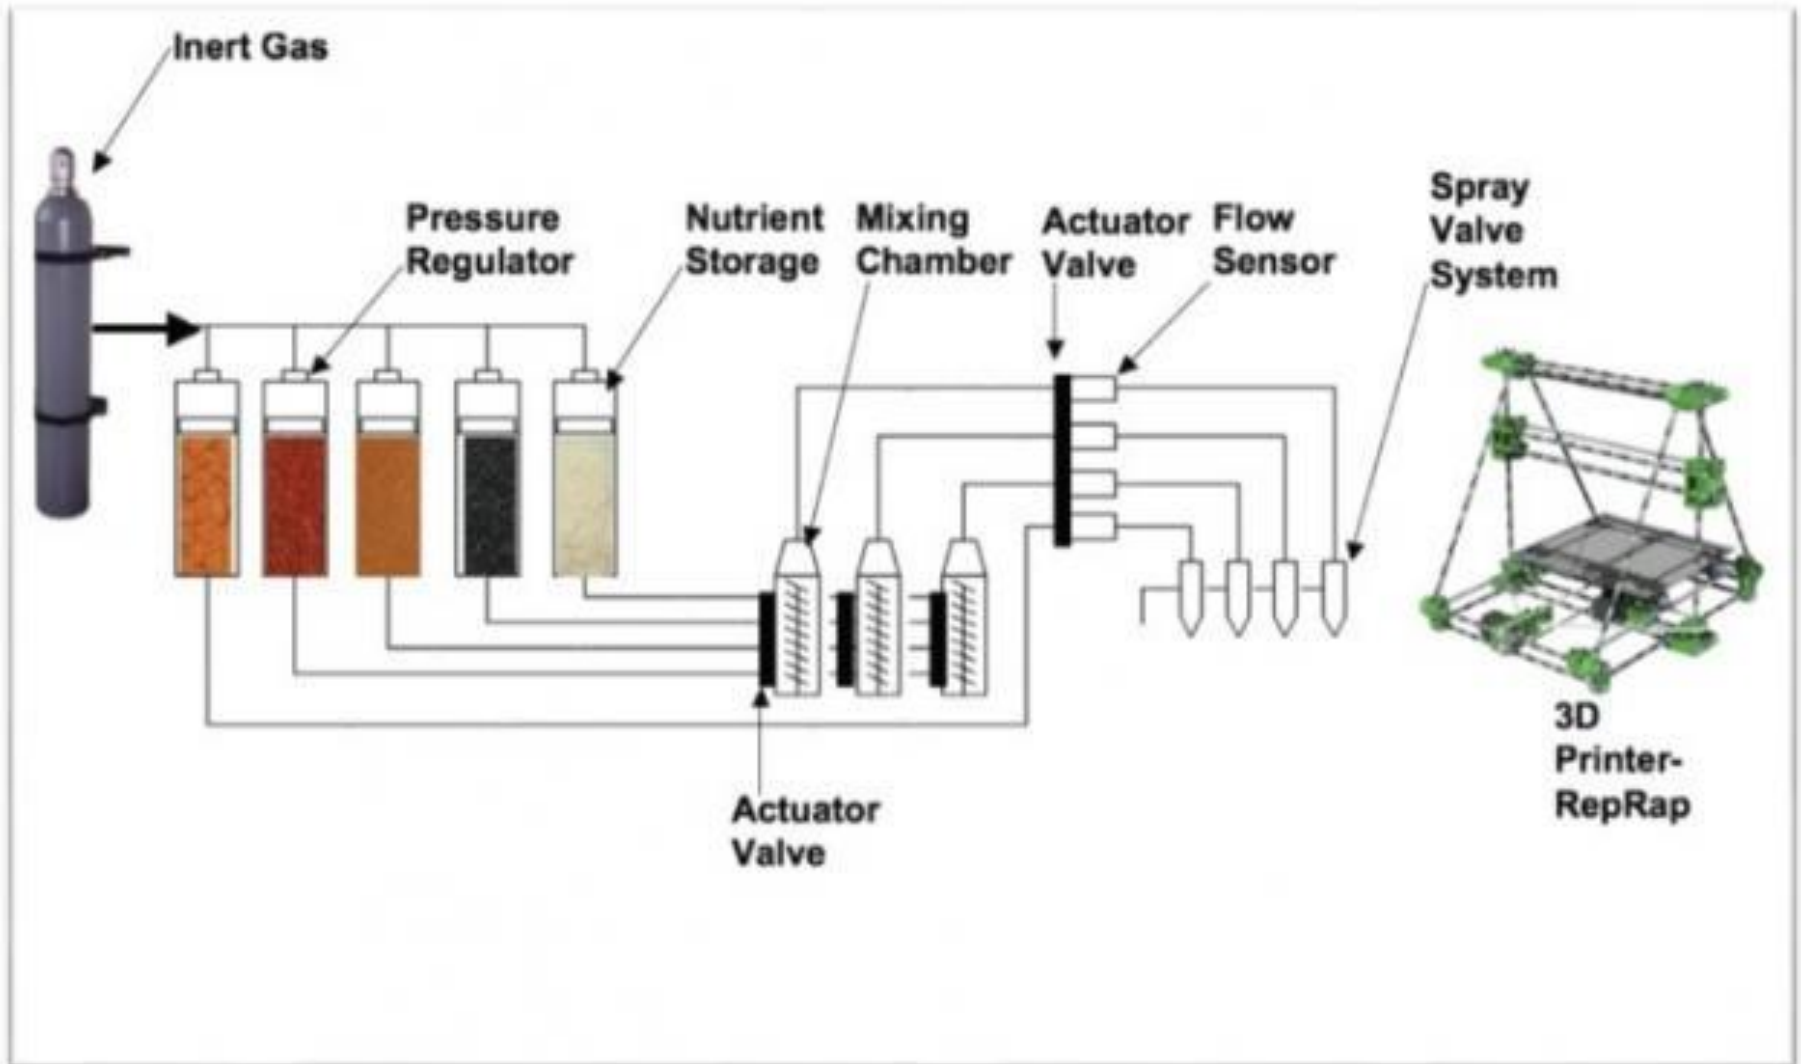 Inert Gas
Pressure
Regulator
Nutrient
Storage
Mixing
Chamber
Actuator
Valve
Flow
Sensor
Spray
Valve
System
Actuator
Valve
3D
Printer-
RepRap